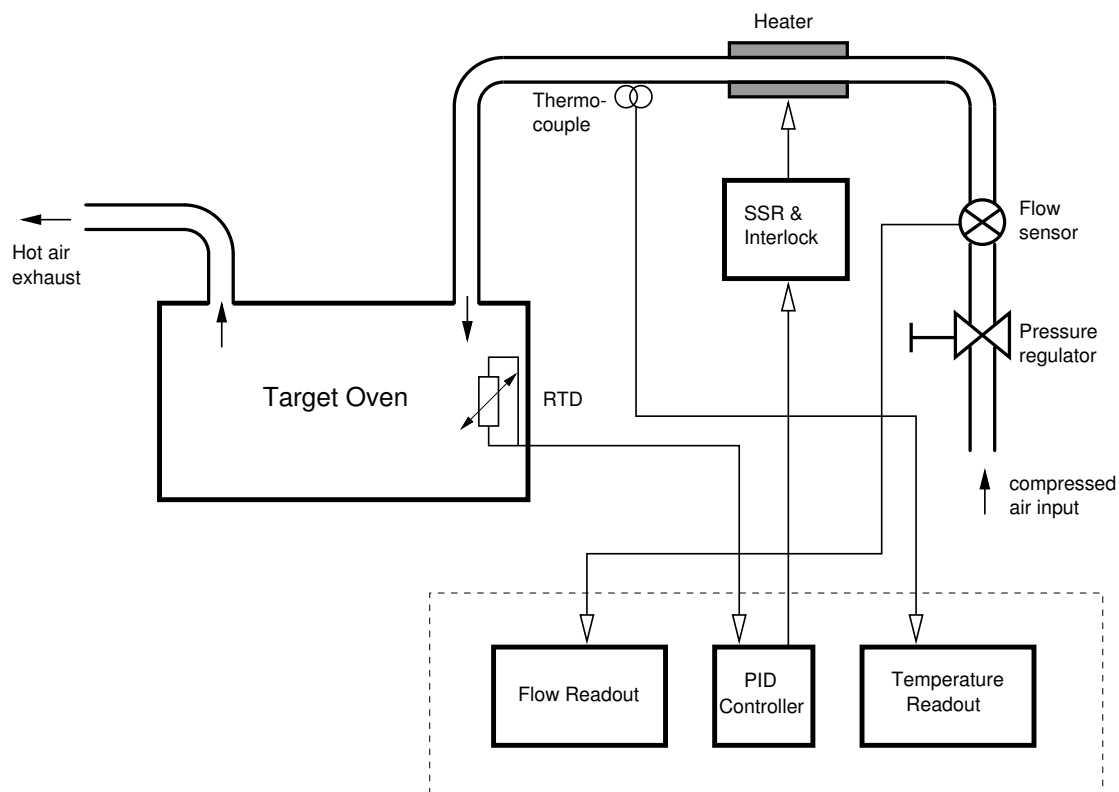 Heater
Thermo-
couple
SSR &
Interlock
Flow
sensor
Hot air
exhaust
Pressure
regulator
Target Oven
RTD
compressed
air input
Flow Readout
PID
Controller
Temperature
Readout